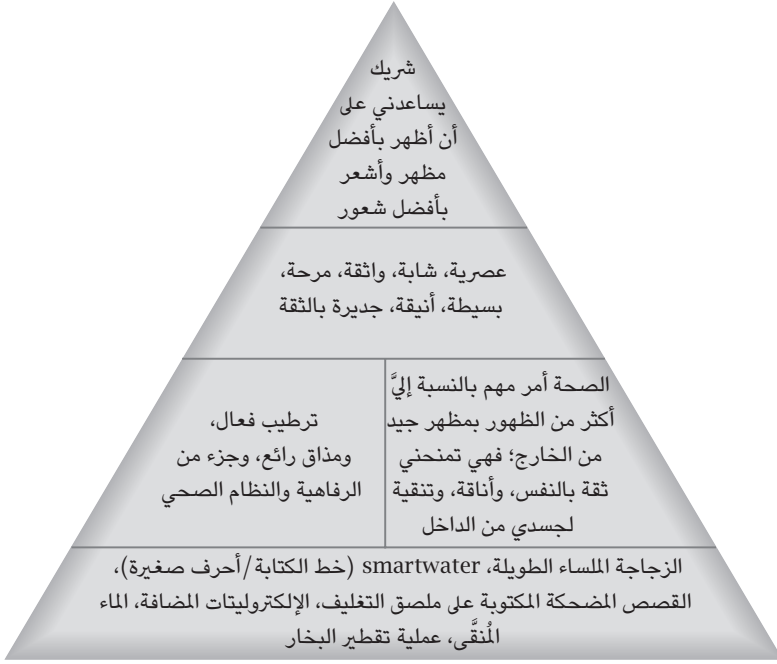 شريك
يساعدني على
أن أظهر بأفضل
مظهر وأشعر
بأفضل شعور
عصرية، شابة، واثقة، مرحة،
بسيطة، أنيقة، جديرة بالثقة
الصحة أمر مهم بالنسبة إليَّ
أكثر من الظهور بمظهر جيد
من الخارج؛ فهي تمنحني
ثقة بالنفس، وأناقة، وتنقية
لجسدي من الداخل
ترطيب فعال،
ومذاق رائع، وجزء من
الرفاهية والنظام الصحي
الزجاجة الملساء الطويلة، smartwater (خط الكتابة/أحرف صغيرة)،
القصص المضحكة المكتوبة على ملصق التغليف، الإلكتروليتات المضافة، الماء
المُنقَّى، عملية تقطير البخار